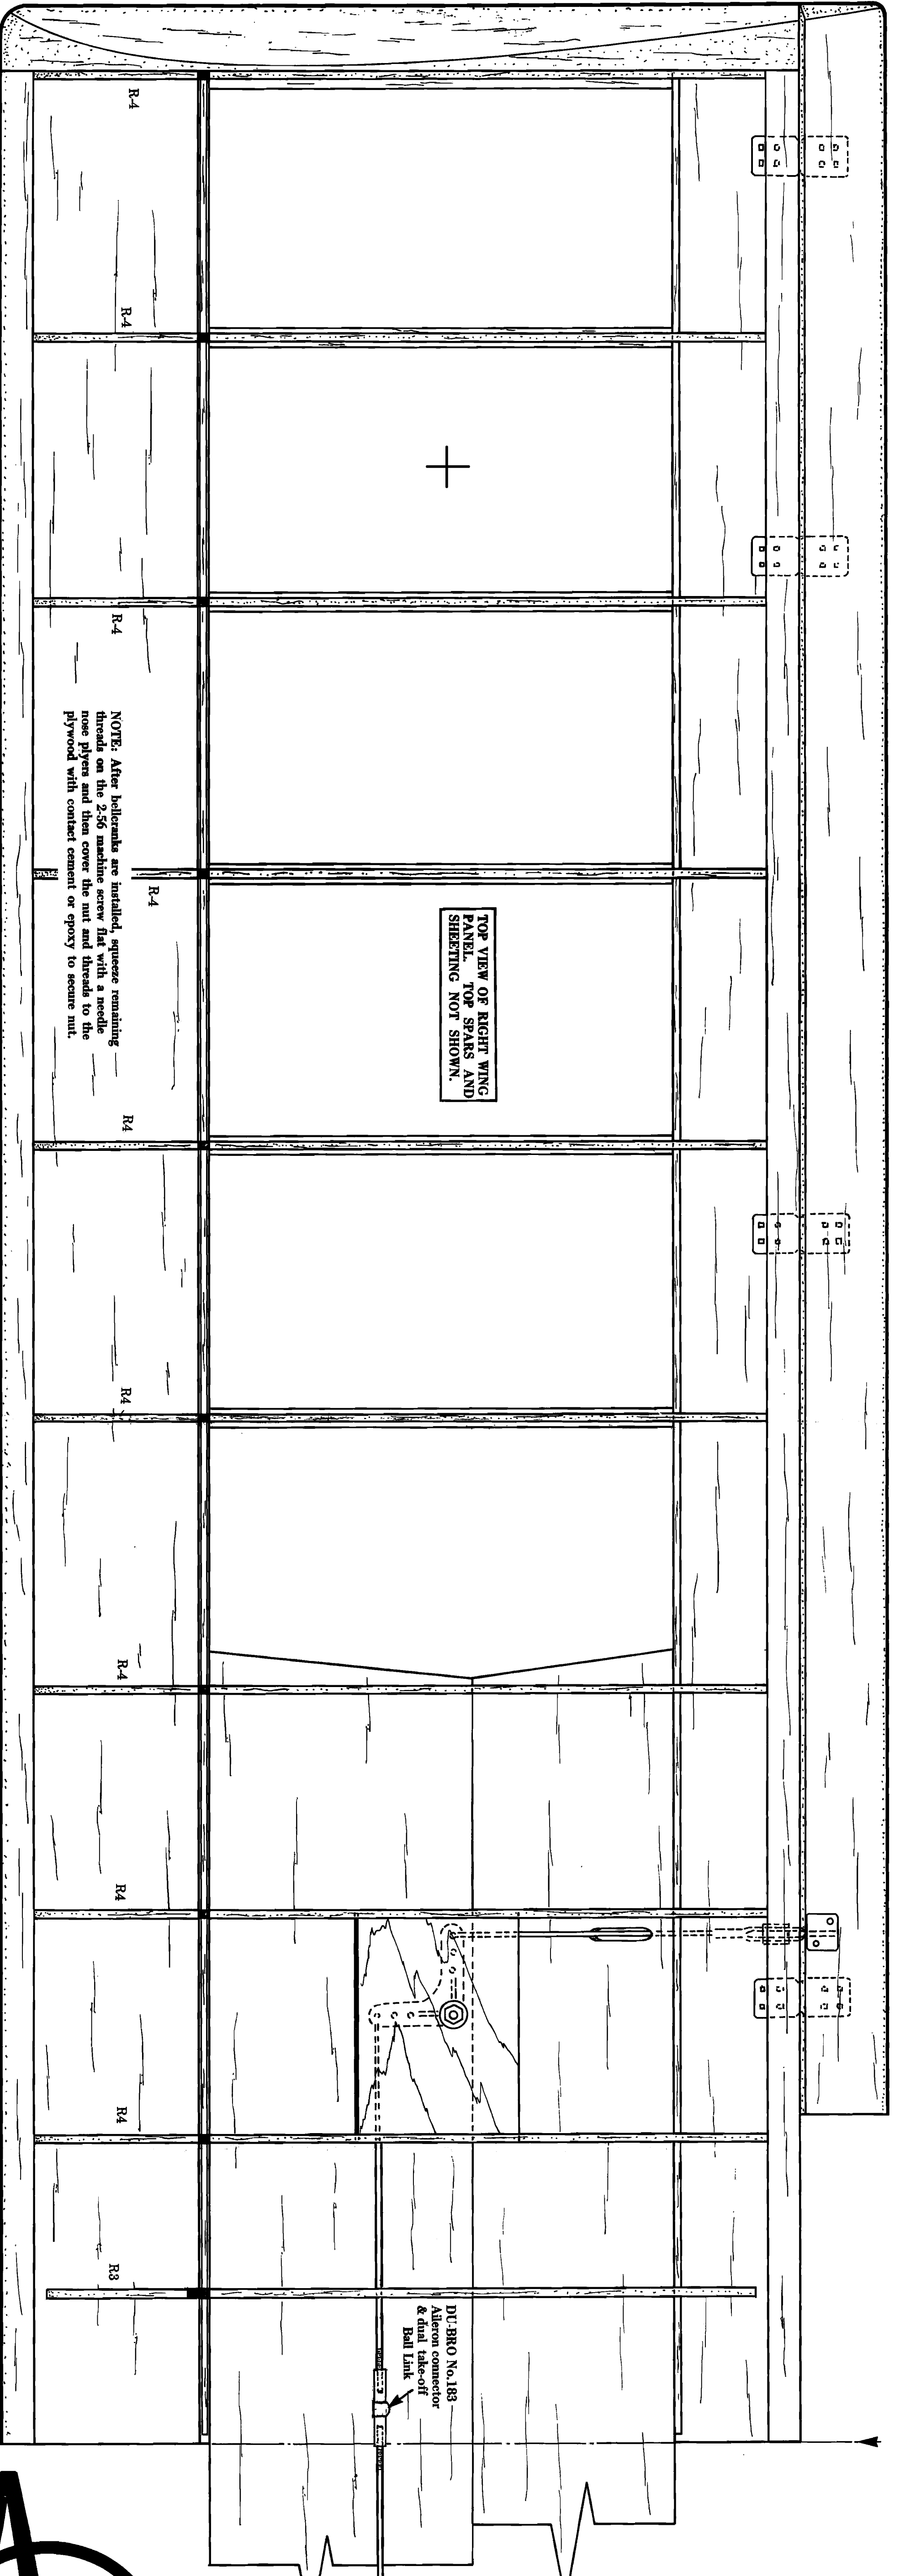 R-4
R-4
R-4
NOTE: After bellcranks are installed, squeeze remaining
threads on the 2-56 machine screw flat with a needle
nose plyers and then cover the nut and threads to the
plywood with contact cement or epoxy to secure nut.
R-4
TOP VIEW OF RIGHT WING
PANEL. TOP SPARS AND
SHEETING NOT SHOWN.
R4
R4
R-4
R4
R4
R3
DU-BRO No.183
Aileron connector
& dual take-off
Ball Link